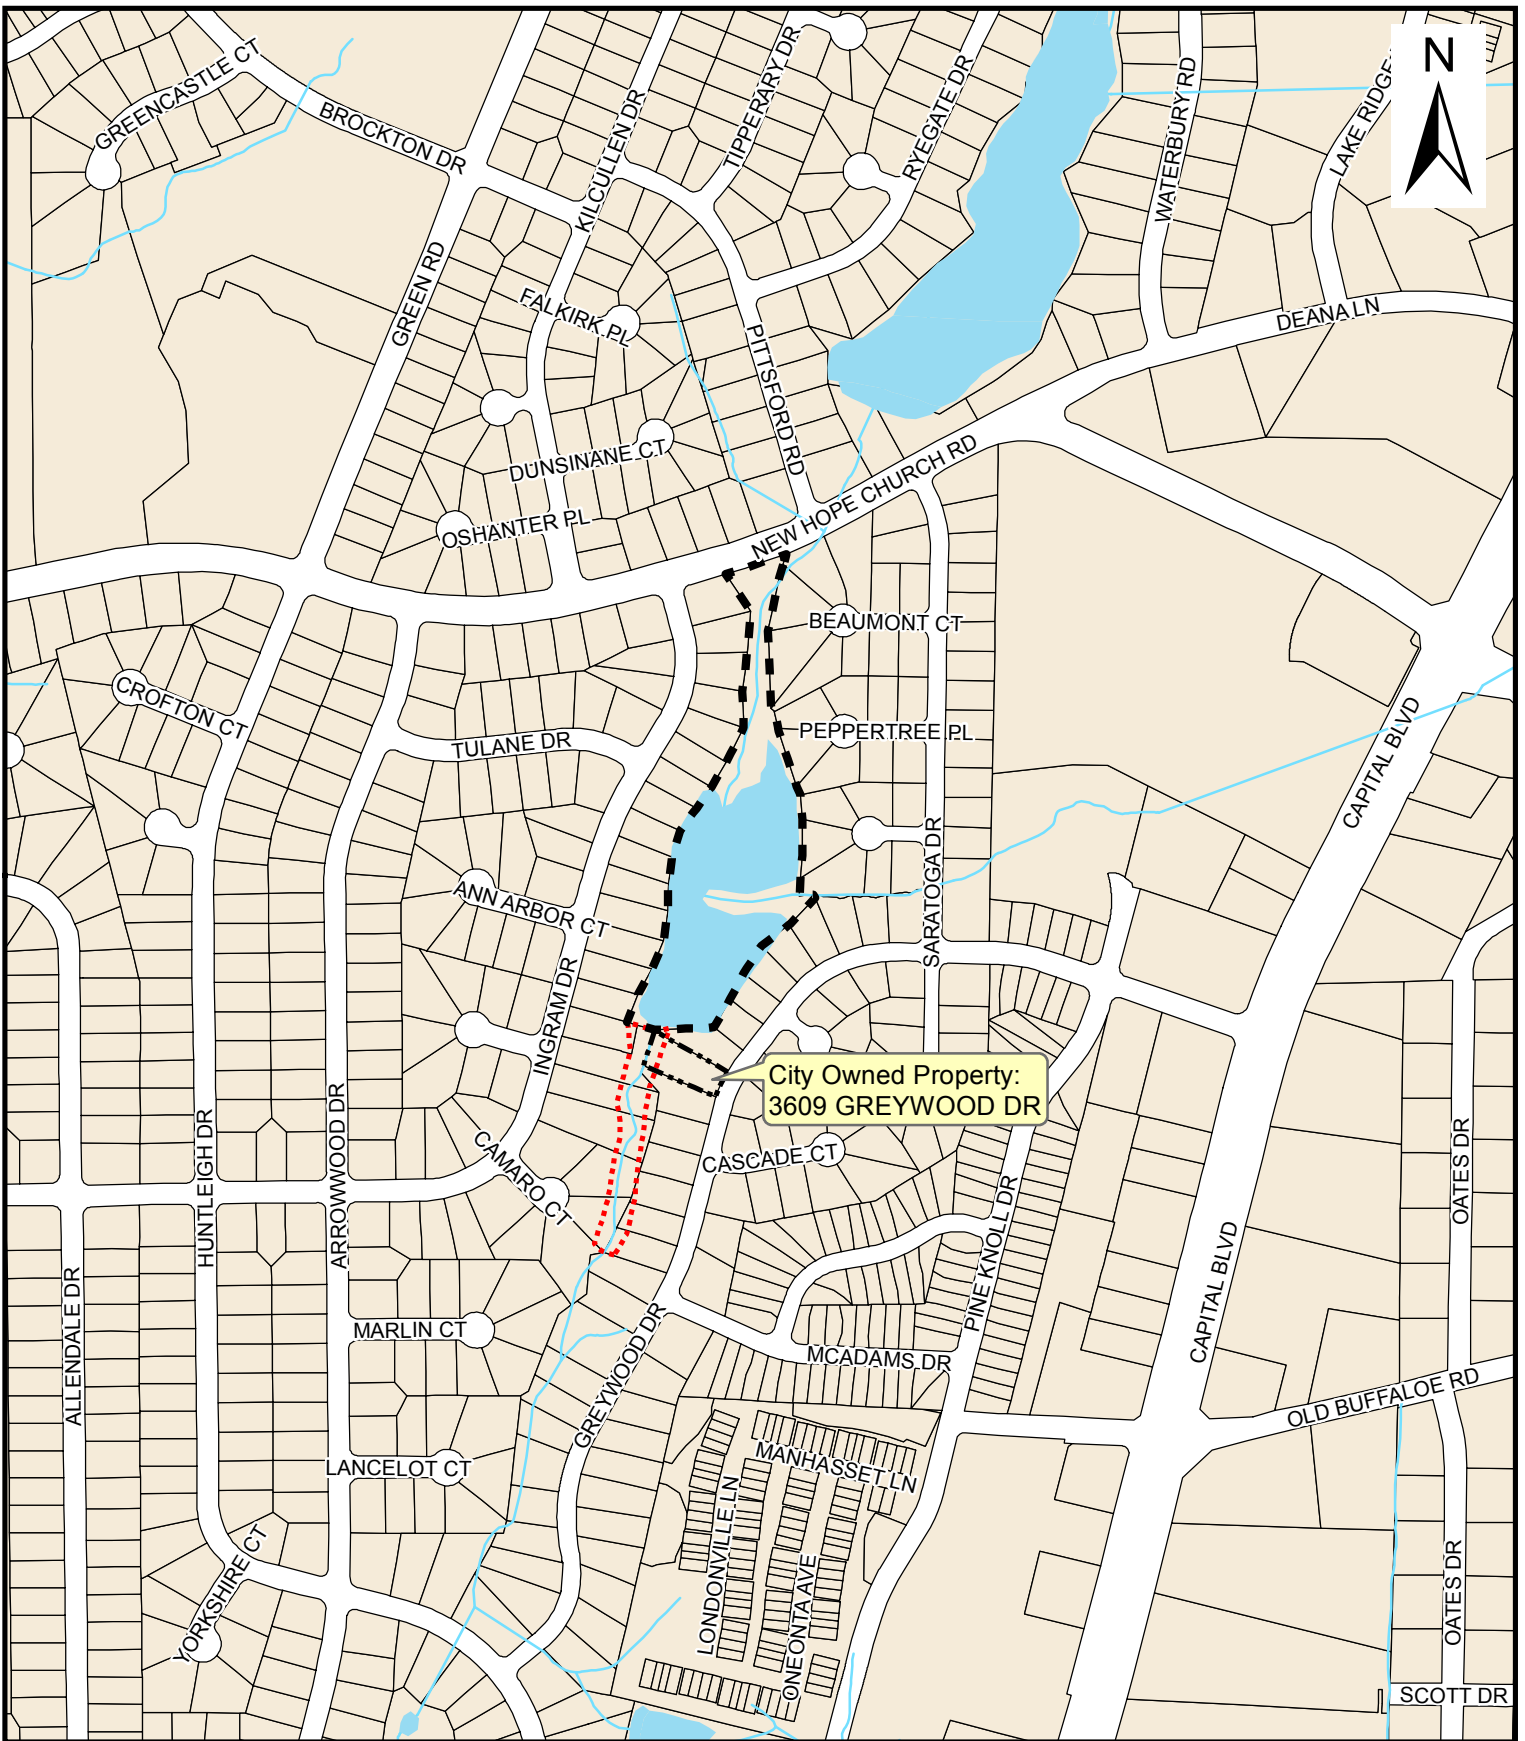 N
GREENCASTLE CT
BROCKTON DR
KILCULLEN DR
TIPPERARY DR
RYEGATE DR
WATERBURY RD
LAKE RIDGE
GREEN RD
FALKIRK PL
PITTSFORD RD
DEANA LN
DUNSINANE CT
OSHANTER PL
NEW HOPE CHURCH RD
BEAUMONT CT
CROFTON CT
TULANE DR
PEPPERTREE PL
CAPITAL BLVD
ANN ARBOR CT
SARATOGA DR
INGRAM DR
City Owned Property:
3609 GREYWOOD DR
HUNTLEIGH DR
ARROWWOOD DR
CAMARO CT
CASCADE CT
OATES DR
ALLENDALE DR
PINE KNOLL DR
CAPITAL BLVD
MARLIN CT
GREYWOOD DR
MCADAMS DR
OLD BUFFALOE RD
LANCELOT CT
MANHASSET LN
LONDONVILLE LN
ONEONTA AVE
YORKSHIRE CT
OATES DR
SCOTT DR